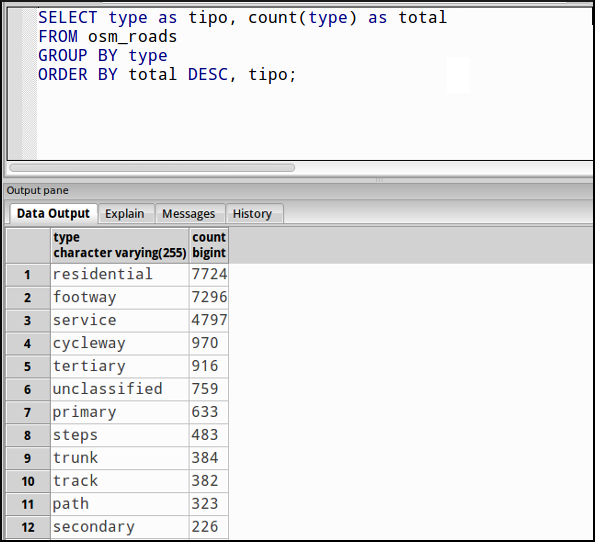 SELECT type as tipo, count(type) as total
FROM osm_roads
GROUP BY type
ORDER BY total DESC, tipo;
Output pane
Data Output Explain Messages History
type count
character varying(255) bigint
1 residential 7724
2 footway 7296
3 service 4797
4 cycleway 970
5 tertiary 916
6 unclassified 759
7 primary 633
8 steps 483
9 trunk 384
10 track 382
11 path 323
12 secondary 226